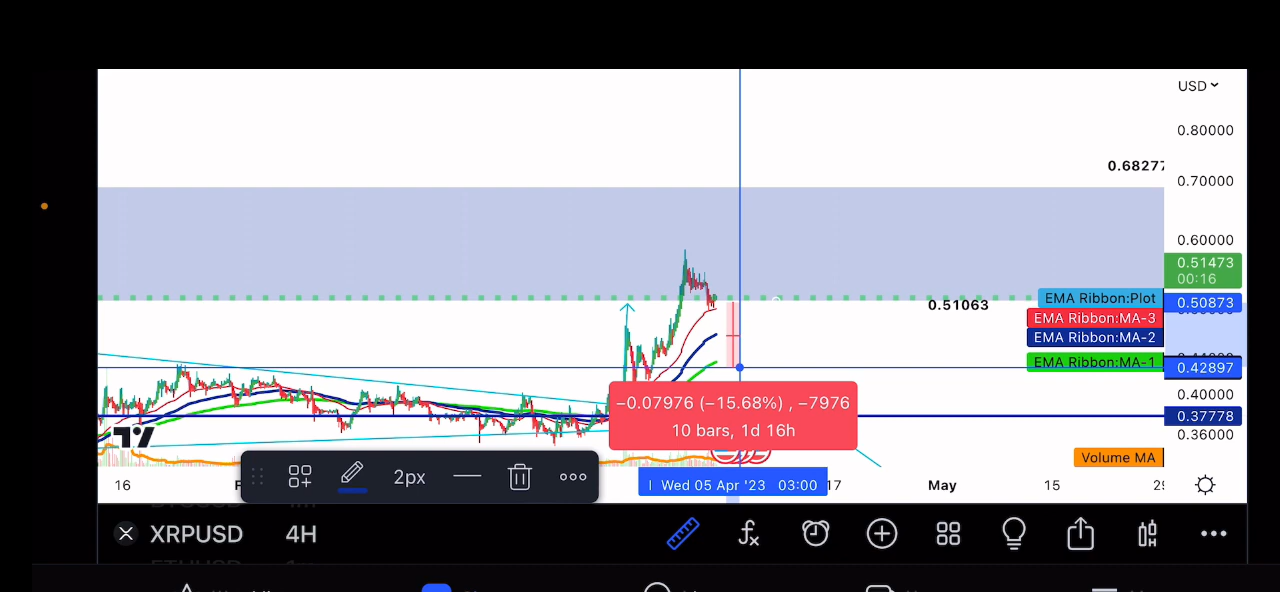 USD
0.80000
0.68277
0.70000
0.60000
0.51473
00:16
EMA Ribbon:Plot
0.50873
0.51063
EMA Ribbon:MA-3
EMA Ribbon:MA-2
EMA Ribbon:MA-1
0.42897
−0.07976 (−15.68%) , −7976
0.40000
0.37778
10 bars, 1d 16h
0.36000
Volume MA
2px
16
Wed 05 Apr '23 03:00
17
May
15
XRPUSD
4H